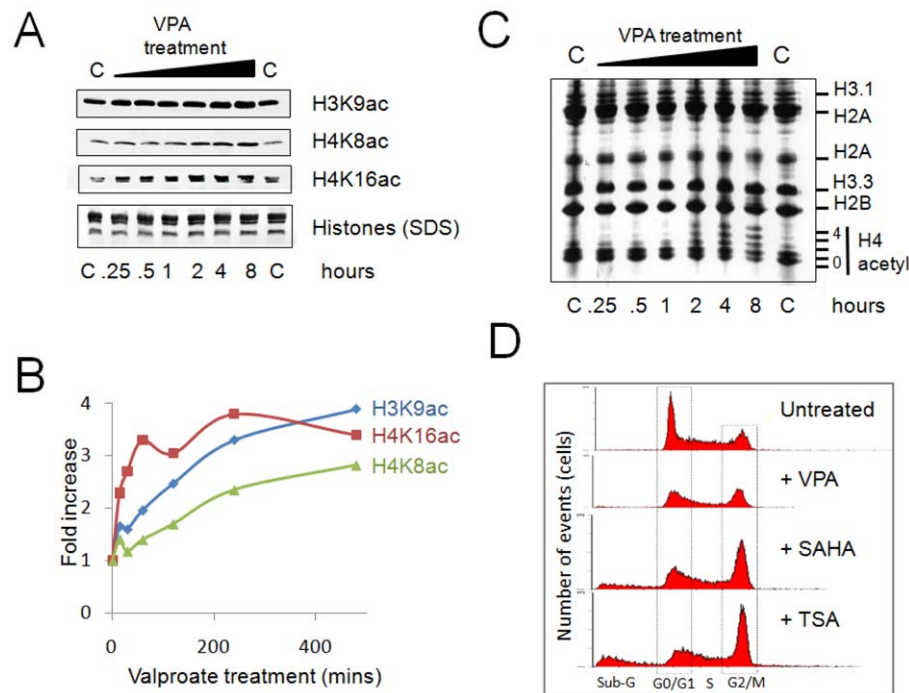 A
VPA
treatment
C C
H3K9ac
H4K8ac
H4K16ac
Histones (SDS)
C .25 .5 1 2 4 8 C hours
B
4
3
2
1
0
Fold increase
H3K9ac
H4K16ac
H4K8ac
0 200 400
Valproate treatment (mins)
C
VPA treatment
C C
H3.1
H2A
H2A
H3.3
H2B
4
0
H4
acetyl
C .25 .5 1 2 4 8 C hours
D
Number of events (cells)
Untreated
+ VPA
+ SAHA
+ TSA
Sub-G G0/G1 S G2/M